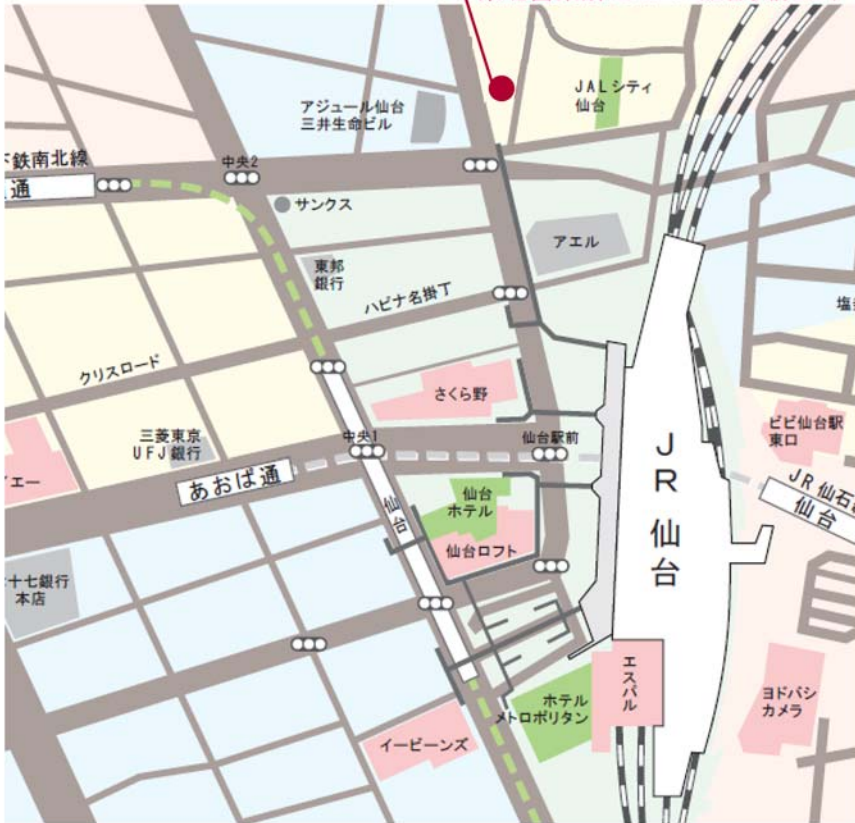 JALシティ
仙台
アジュール仙台
三井生命ビル
下鉄南北線
通
中央2
サンクス
アエル
東邦
銀行
ハピナ名掛丁
クリスロード
さくら野
三菱東京
UFJ銀行
中央1
仙台駅前
ビビ仙台駅
東口
イエー
あおば通
仙台
仙台
ホテル
仙台ロフト
JR仙台
JR仙石
仙台
十七銀行
本店
エスパル
ホテル
メトロポリタン
ヨドバシ
カメラ
イービーンズ